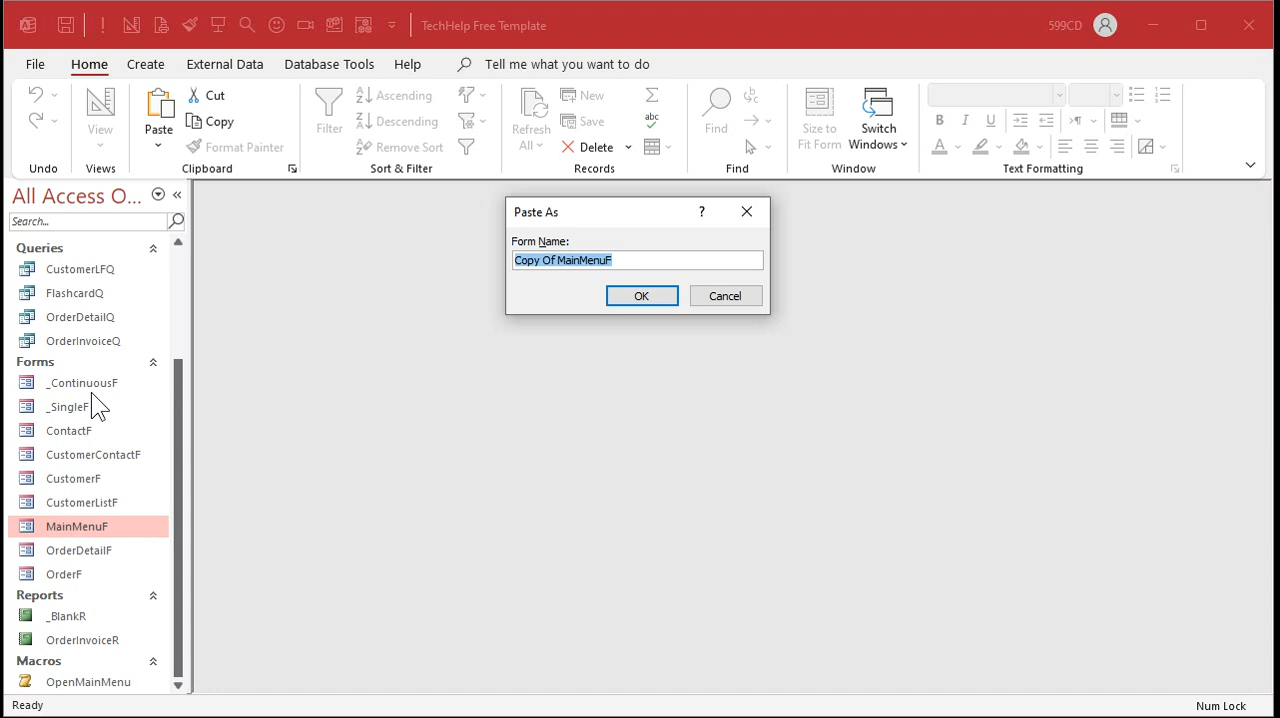 TechHelp Free Template
599CD
File Home Create External Data Database Tools Help Tell me what you want to do
View
Undo
Views
Paste
Cut
Copy
Format Painter
Clipboard
Filter
Ascending
Descending
Remove Sort
Sort & Filter
Refresh
All
New
Save
Delete
Records
Find
Find
Size to
Fit Form
Switch
Windows
Window
B I U
A
Text Formatting
All Access O...
Search...
Queries
CustomerLFQ
FlashcardQ
OrderDetailQ
OrderInvoiceQ
Forms
_ContinuousF
_SingleF
ContactF
CustomerContactF
CustomerF
CustomerListF
MainMenuF
OrderDetailF
OrderF
Reports
_BlankR
OrderInvoiceR
Macros
OpenMainMenu
Paste As
?
Form Name:
Copy Of MainMenuF
OK Cancel
Ready
Num Lock